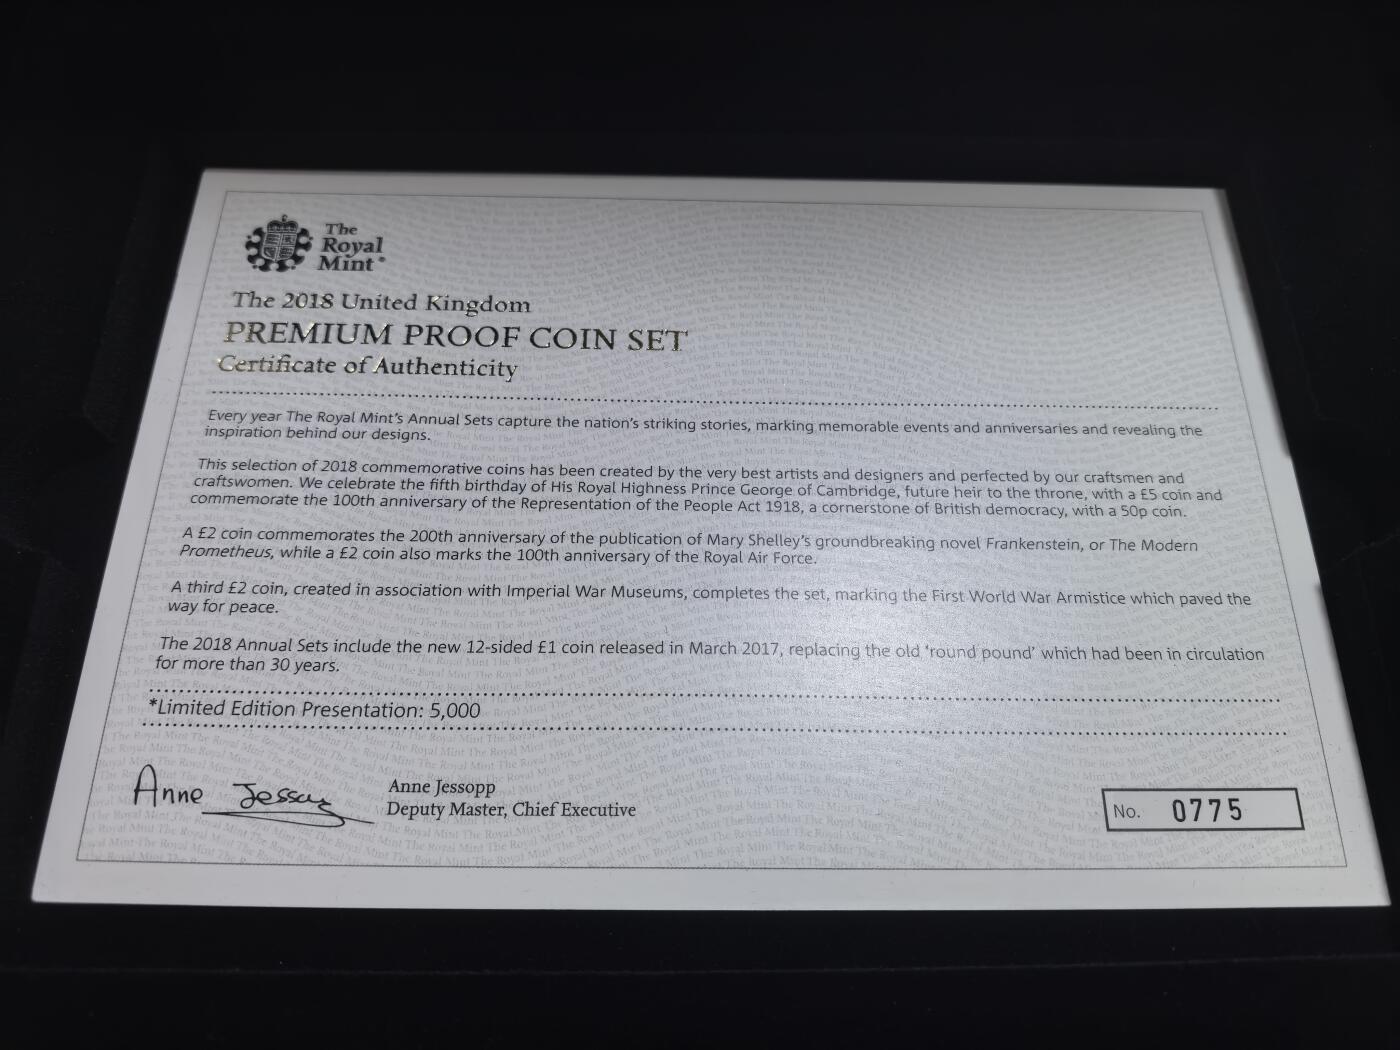 The
Royal
Mint®
The 2018 United Kingdom
PREMIUM PROOF COIN SET
Certificate of Authenticity
Every year The Royal Mint's Annual Sets capture the nation's striking stories, marking memorable events and anniversaries and revealing the
inspiration behind our designs.
This selection of 2018 commemorative coins has been created by the very best artists and designers and perfected by our craftsmen and
craftswomen. We celebrate the fifth birthday of His Royal Highness Prince George of Cambridge, future heir to the throne, with a £5 coin and
commemorate the 100th anniversary of the Representation of the People Act 1918, a cornerstone of British democracy, with a 50p coin.
A £2 coin commemorates the 200th anniversary of the publication of Mary Shelley's groundbreaking novel Frankenstein, or The Modern
Prometheus, while a £2 coin also marks the 100th anniversary of the Royal Air Force.
A third £2 coin, created in association with Imperial War Museums, completes the set, marking the First World War Armistice which paved the
way for peace.
The 2018 Annual Sets include the new 12-sided £1 coin released in March 2017, replacing the old 'round pound' which had been in circulation
for more than 30 years.
*Limited Edition Presentation: 5,000
Anne Jessopp
Anne Jessopp
Deputy Master, Chief Executive
No. 0775